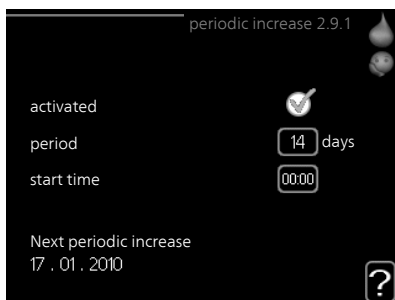 periodic increase 2.9.1
activated
period 14 days
start time 00:00
Next periodic increase
17 . 01 . 2010
?